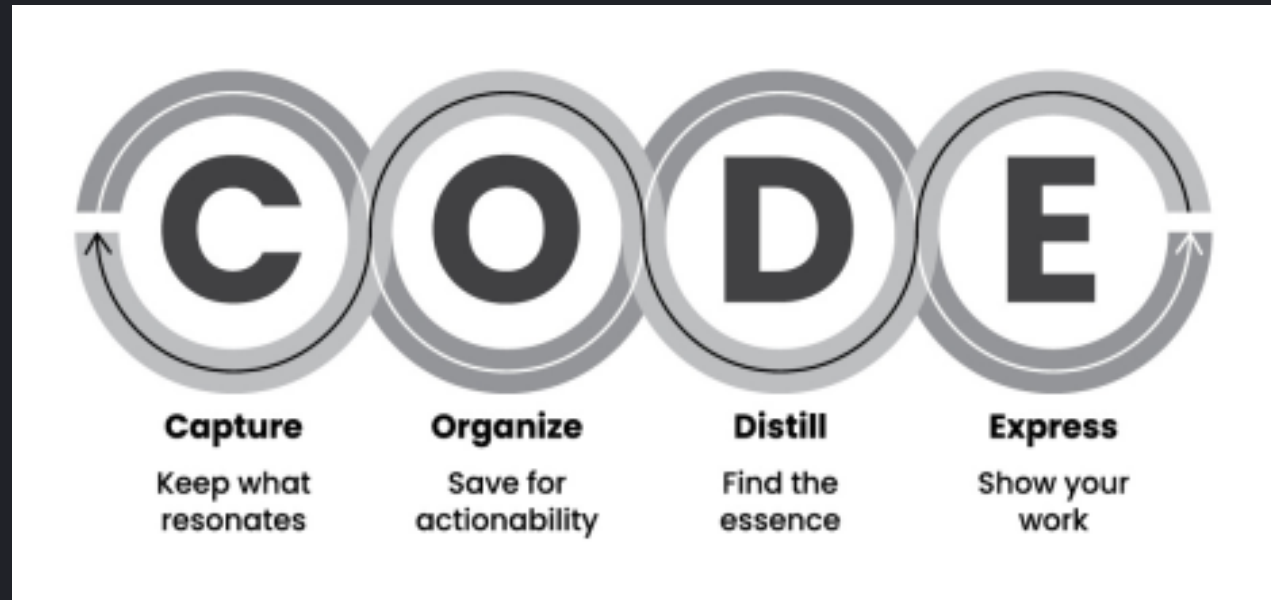 C O D E
Capture Organize Distill Express
Keep what Save for Find the Show your
resonates actionability essence work